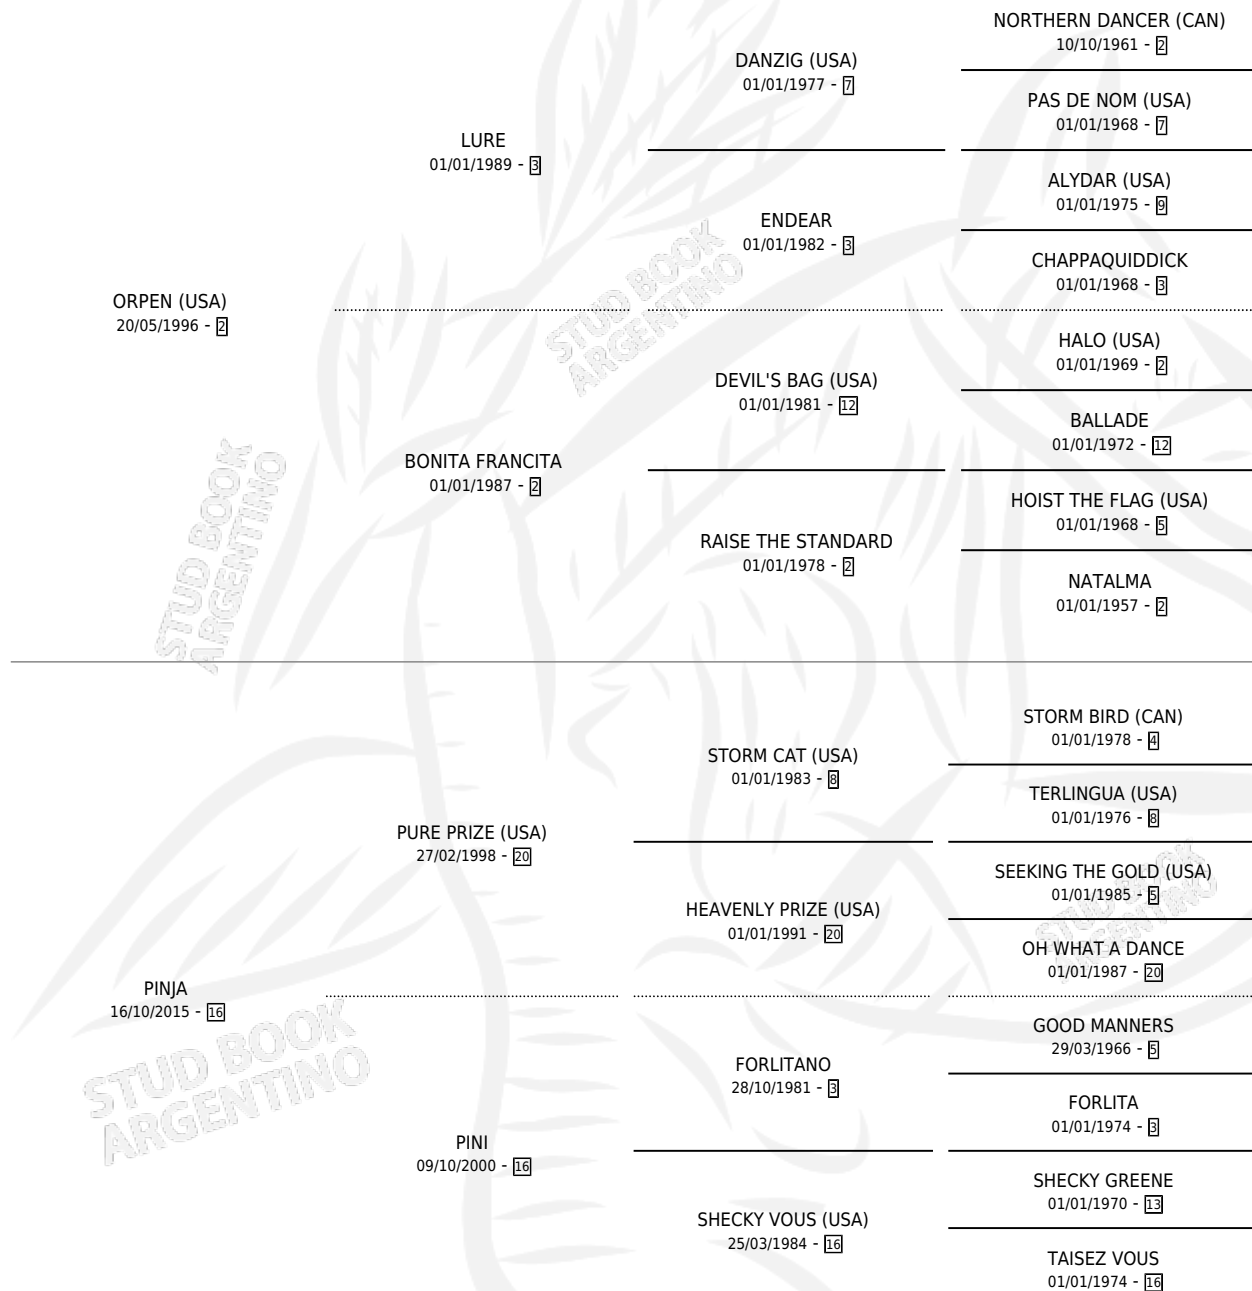 NORTHERN DANCER (CAN)
10/10/1961 - 2
DANZIG (USA)
01/01/1977 - 7
PAS DE NOM (USA)
01/01/1968 - 7
LURE
01/01/1989 - 3
ALYDAR (USA)
01/01/1975 - 9
ENDEAR
01/01/1982 - 3
CHAPPAQUIDDICK
01/01/1968 - 3
ORPEN (USA)
20/05/1996 - 2
HALO (USA)
01/01/1969 - 2
DEVIL'S BAG (USA)
01/01/1981 - 12
BALLADE
01/01/1972 - 12
BONITA FRANCITA
01/01/1987 - 2
HOIST THE FLAG (USA)
01/01/1968 - 5
RAISE THE STANDARD
01/01/1978 - 2
NATALMA
01/01/1957 - 2
STORM BIRD (CAN)
01/01/1978 - 4
STORM CAT (USA)
01/01/1983 - 8
TERLINGUA (USA)
01/01/1976 - 8
PURE PRIZE (USA)
27/02/1998 - 20
SEEKING THE GOLD (USA)
01/01/1985 - 5
HEAVENLY PRIZE (USA)
01/01/1991 - 20
OH WHAT A DANCE
01/01/1987 - 20
PINJA
16/10/2015 - 16
GOOD MANNERS
29/03/1966 - 5
FORLITANO
28/10/1981 - 3
FORLITA
01/01/1974 - 3
PINI
09/10/2000 - 16
SHECKY GREENE
01/01/1970 - 13
SHECKY VOUS (USA)
25/03/1984 - 16
TAISEZ VOUS
01/01/1974 - 16
STUD BOOK
ARGENTINO
STUD BOOK
ARGENTINO
STUD BOOK
ARGENTINO
STUD BOOK
ARGENTINO